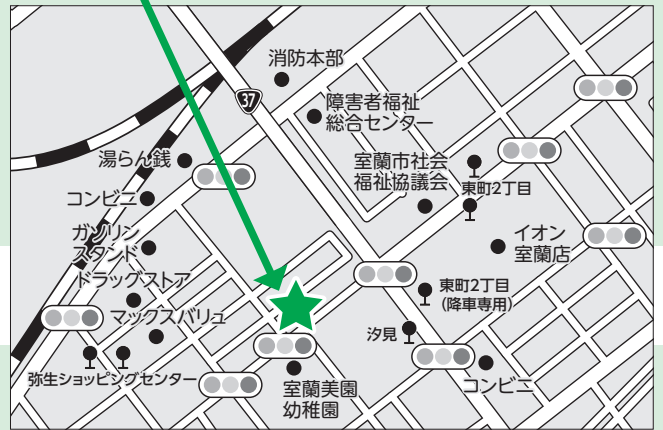 消防本部
37
障害者福祉
総合センター
湯らん銭
室蘭市社会
福祉協議会
東町2丁目
コンビニ
ガソリン
スタンド
イオン
室蘭店
ドラッグストア
東町2丁目
(降車専用)
マックスバリュ
汐見
弥生ショッピングセンター
室蘭美園
幼稚園
コンビニ